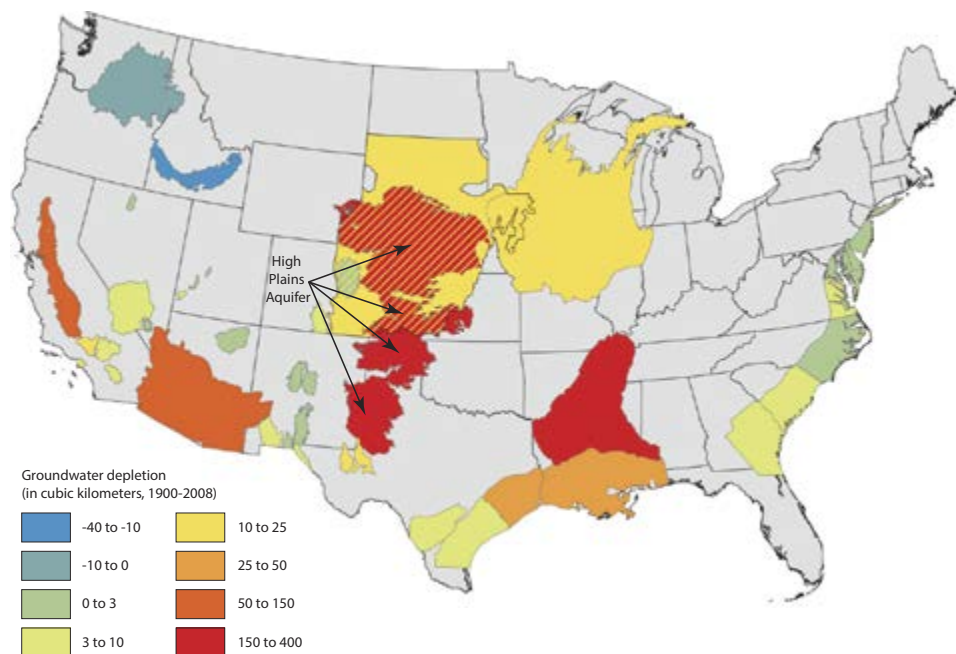 High
Plains
Aquifer
Groundwater depletion
(in cubic kilometers, 1900-2008)
-40 to -10
-10 to 0
0 to 3
3 to 10
10 to 25
25 to 50
50 to 150
150 to 400